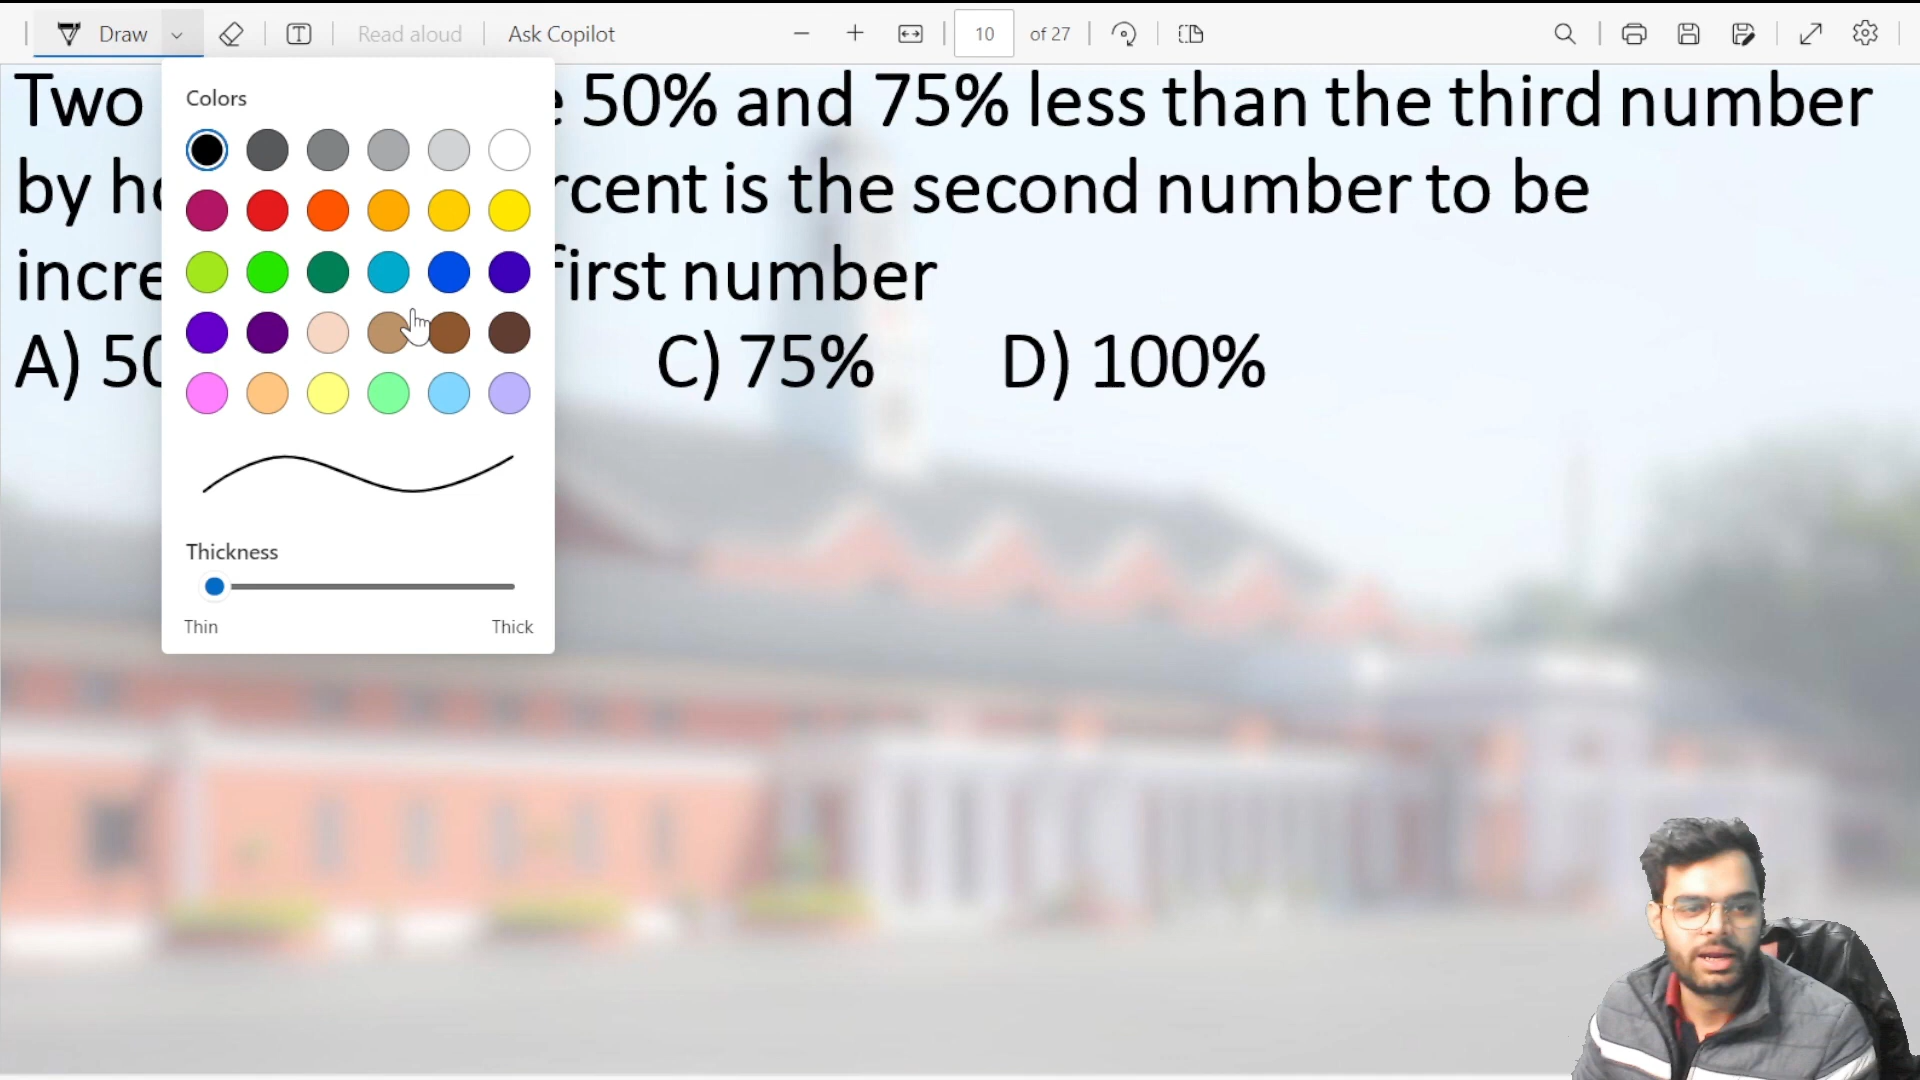 Draw Read aloud Ask Copilot 10 of 27
Colors
Two 50% and 75% less than the third number
by rcent is the second number to be
incre first number
A) 50 C) 75% D) 100%
Thickness
Thin Thick